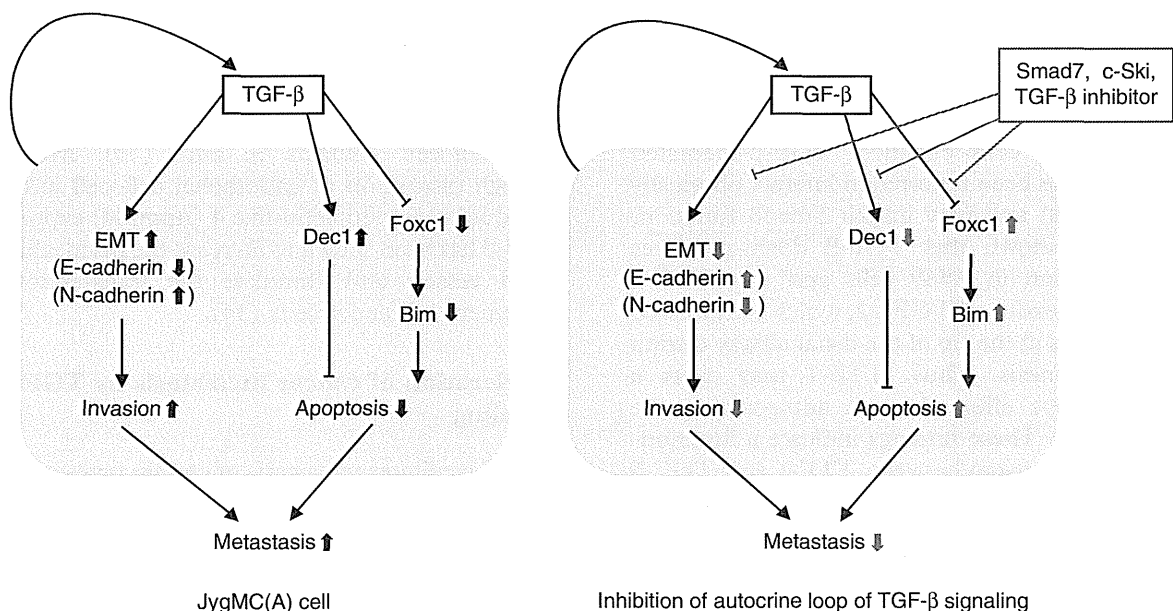 TGF-β
EMT ⬆
(E-cadherin ⬇)
(N-cadherin ⬆)
Dec1 ⬆
Foxc1 ⬇
Bim ⬇
Invasion ⬆
Apoptosis ⬇
Metastasis ⬆
JygMC(A) cell
Smad7, c-Ski,
TGF-β inhibitor
TGF-β
EMT ⬇
(E-cadherin ⬆)
(N-cadherin ⬇)
Dec1 ⬇
Foxc1 ⬆
Bim ⬆
Invasion ⬇
Apoptosis ⬆
Metastasis ⬇
Inhibition of autocrine loop of TGF-β signaling